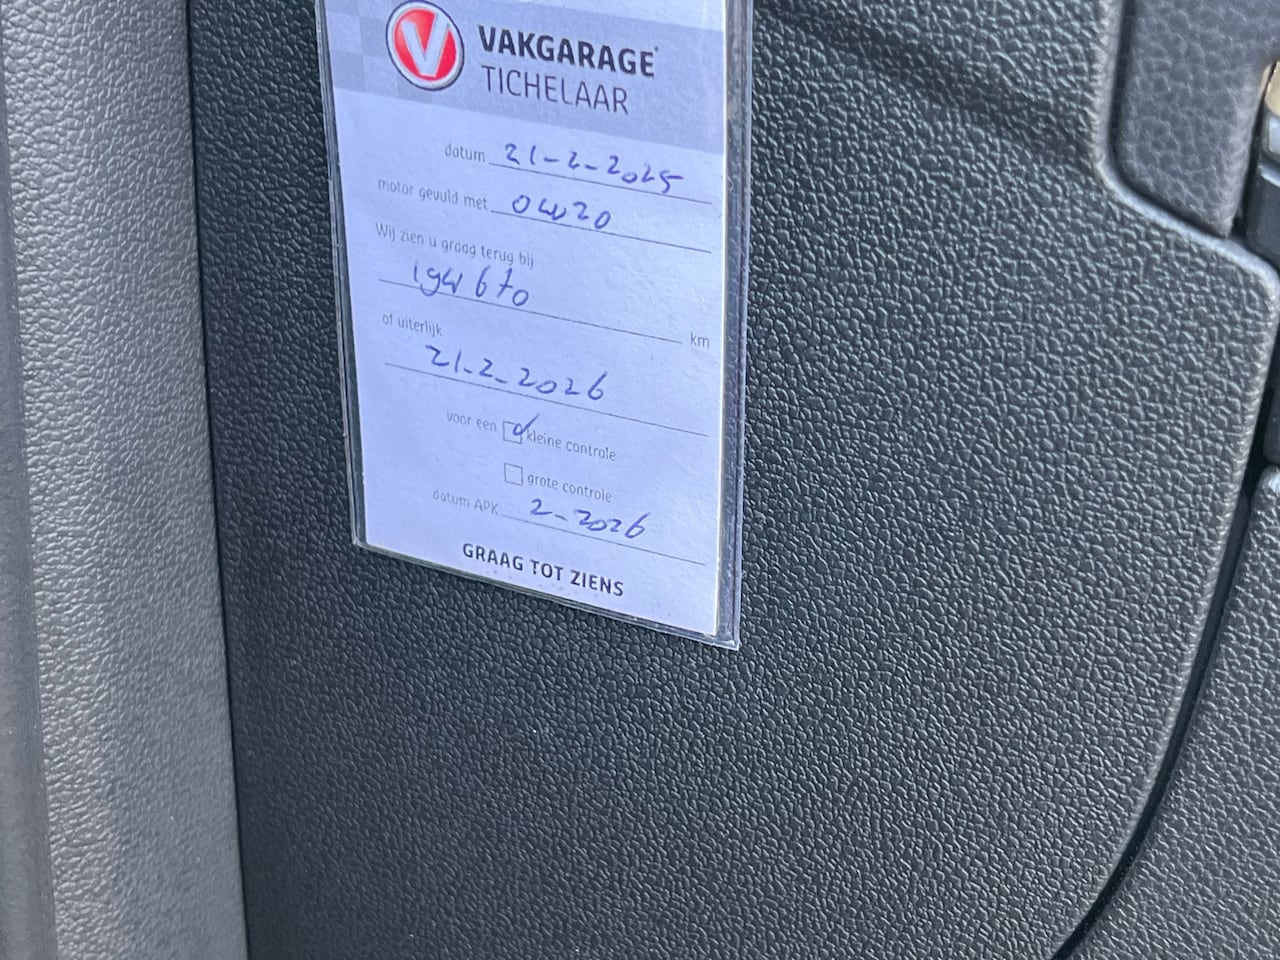 V VAKGARAGE
TICHELAAR
datum 21-2-2025
motor gevuld met 0W20
Wij zien u graag terug bij
194670 km
of uiterlijk
21-2-2026
voor een kleine controle
grote controle
datum APK 2-2026
GRAAG TOT ZIENS